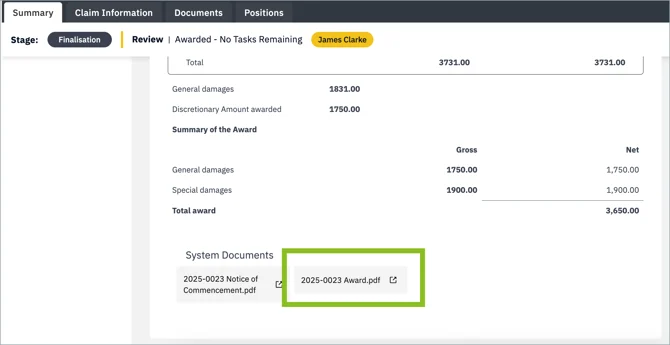 Summary Claim Information Documents Positions
Stage: Finalisation Review | Awarded - No Tasks Remaining James Clarke
Total 3731.00 3731.00
General damages 1831.00
Discretionary Amount awarded 1750.00
Summary of the Award
Gross Net
General damages 1750.00 1,750.00
Special damages 1900.00 1,900.00
Total award 3,650.00
System Documents
2025-0023 Notice of
Commencement.pdf
2025-0023 Award.pdf